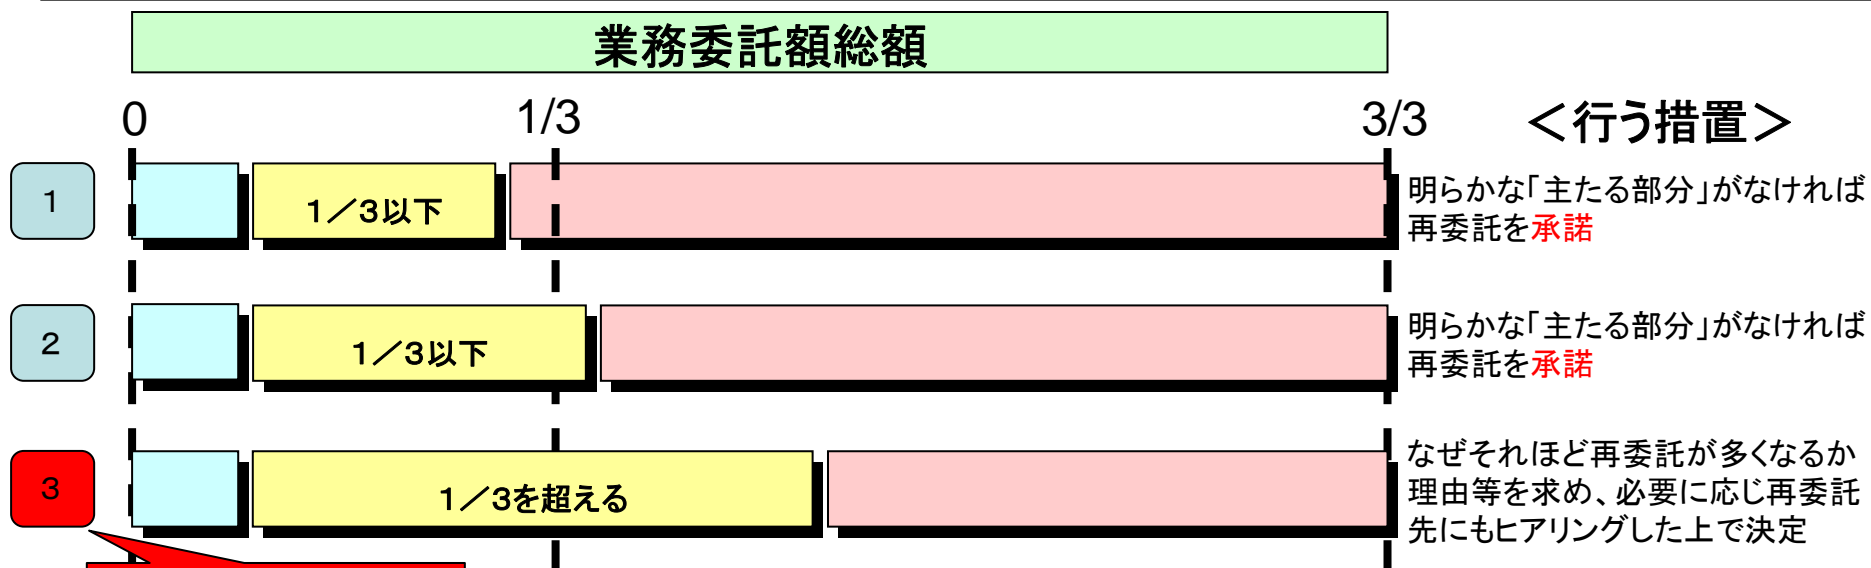 業務委託額総額
0
1/3
3/3
＜行う措置＞
1
1／3以下
明らかな「主たる部分」がなければ
再委託を承諾
2
1／3以下
明らかな「主たる部分」がなければ
再委託を承諾
3
1／3を超える
なぜそれほど再委託が多くなるか
理由等を求め、必要に応じ再委託
先にもヒアリングした上で決定